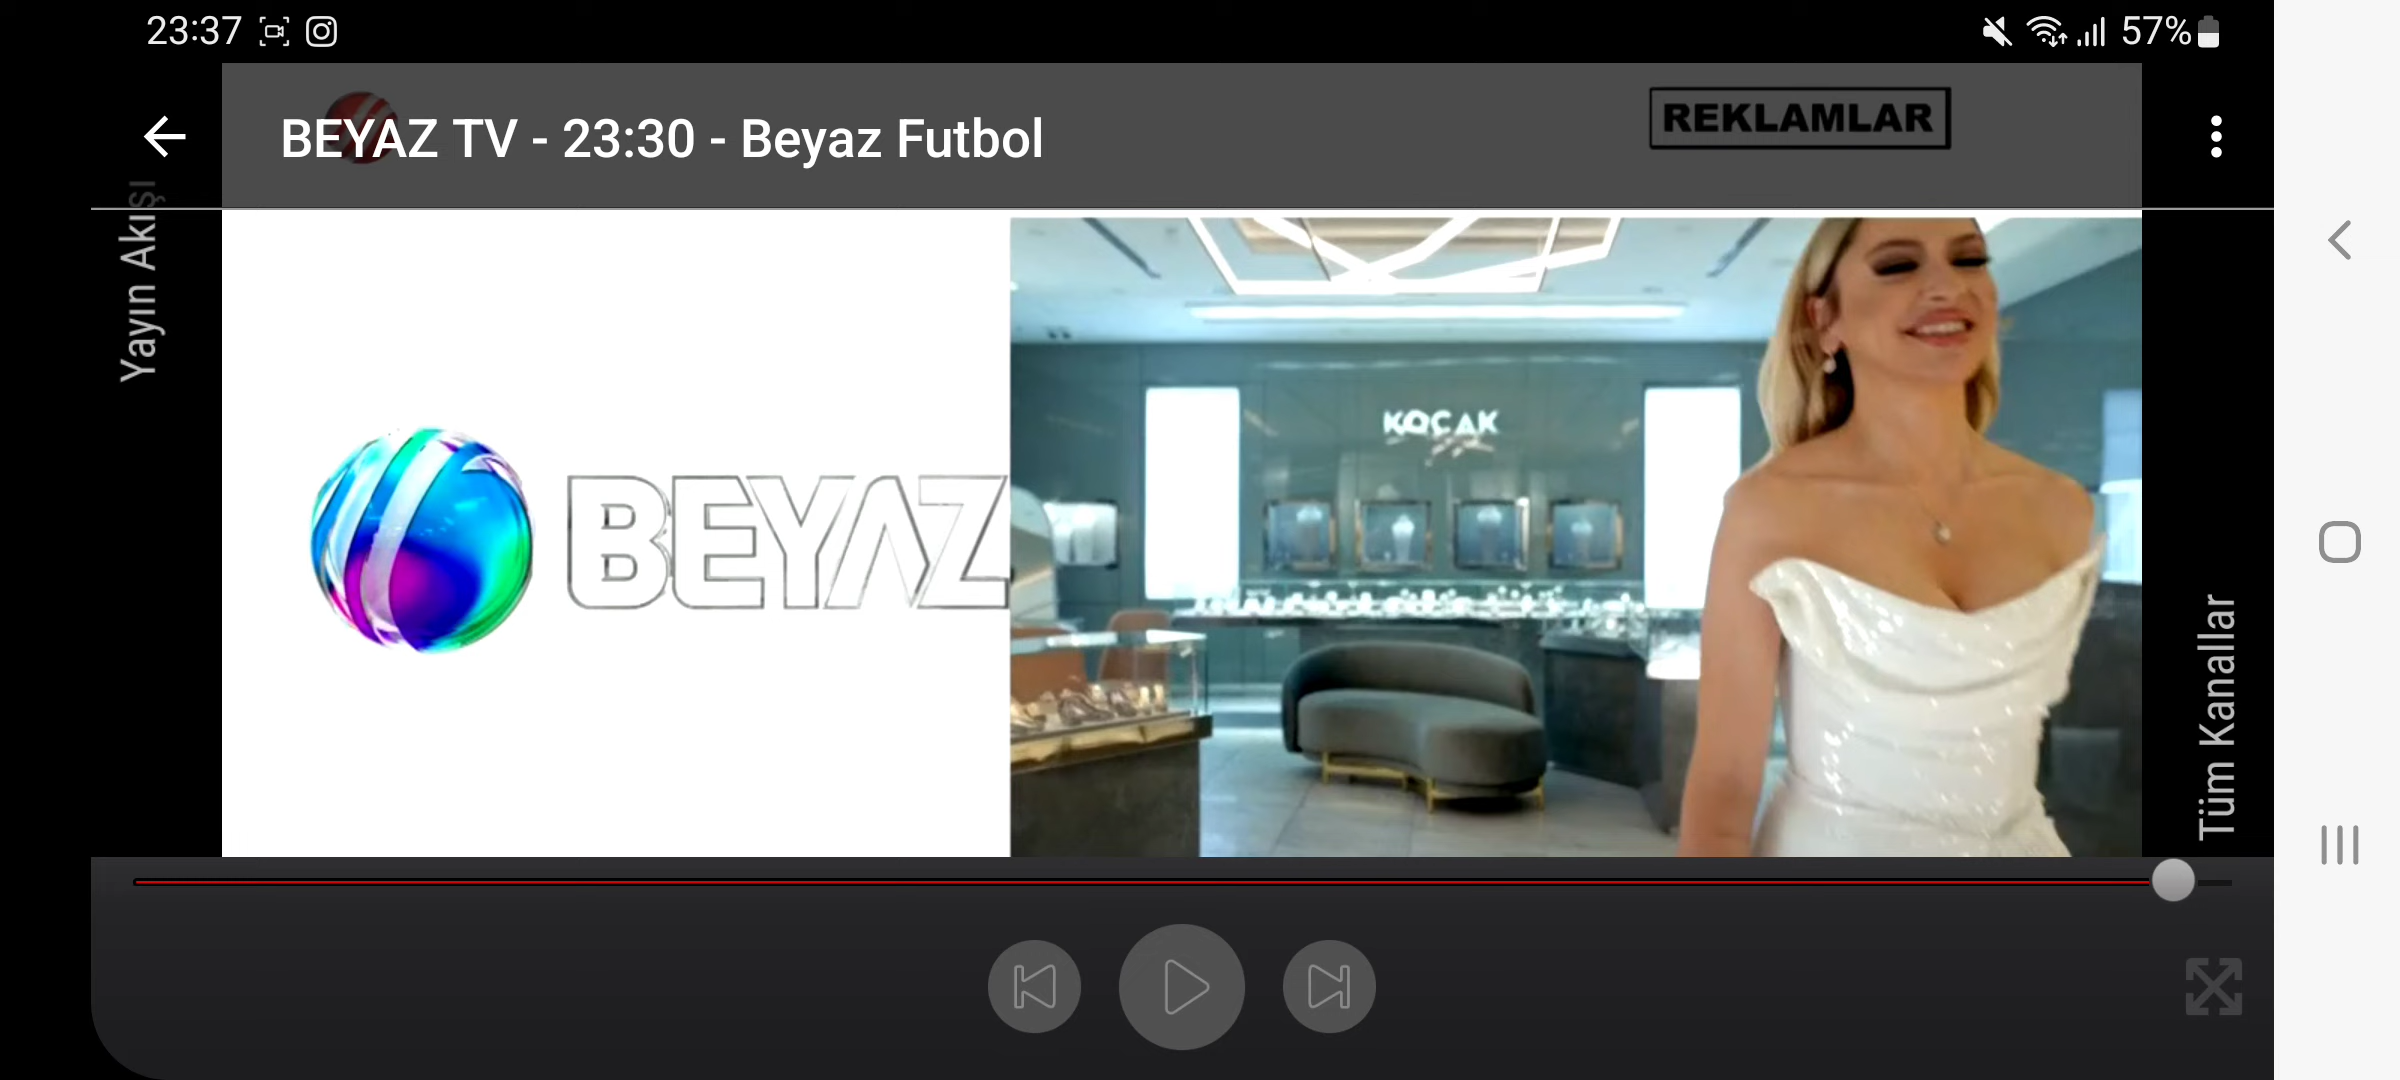 23:37
57%
BEYAZ TV - 23:30 - Beyaz Futbol
REKLAMLAR
Yayın Akışı
KOÇAK
BEYAZ
Tüm Kanallar